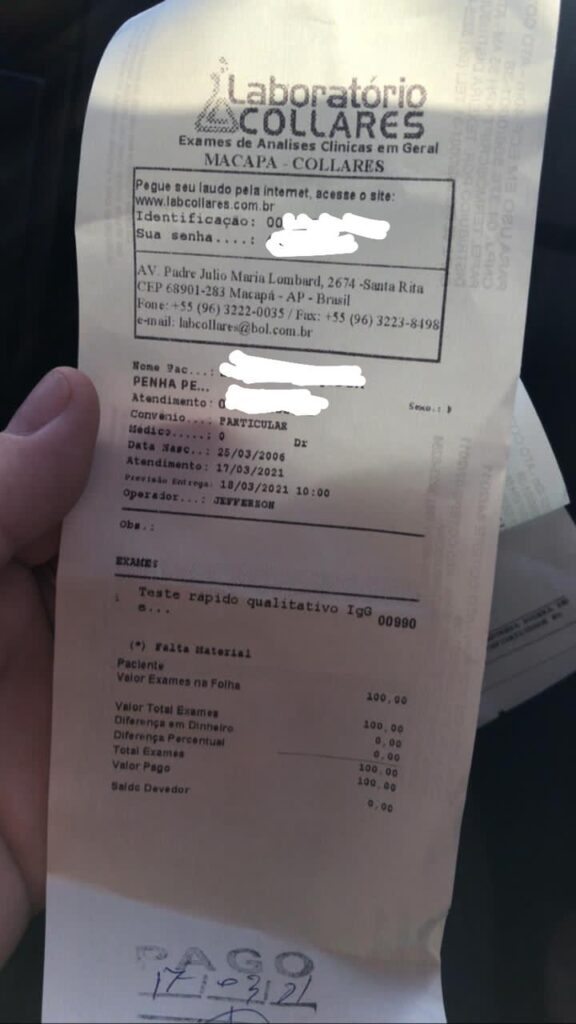 Laboratório
COLLARES
Exames de Analises Clinicas em Geral
MACAPA - COLLARES
Pegue seu laudo pela internet, acesse o site:
www.labcollares.com.br
Identificação: 00
Sua senha....:
AV. Padre Julio Maria Lombard, 2674 -Santa Rita
CEP 68901-283 Macapá - AP - Brasil
Fone: +55 (96) 3222-0035 / Fax: +55 (96) 3223-8498
e-mail: labcollares@bol.com.br
Nome Pac...:
PENHA PE...
Atendimento: 0 Sexo.:
Convênio...: PARTICULAR
Medico.....: 0 Dr
Data Nasc..: 25/03/2006
Atendimento: 17/03/2021
Previsão Entrega: 18/03/2021 10:00
Operador...: JEFFERSON
Obs.:
EXAMES
1 Teste rapido qualitativo IgG 00990
e...
(*) Falta Material
Paciente
Valor Exames na Folha 100,00
Valor Total Exames 100,00
Diferença em Dinheiro 0,00
Diferença Percentual 0,00
Total Exames 100,00
Valor Pago 100,00
Saldo Devedor 0,00
PAGO
17 03 21